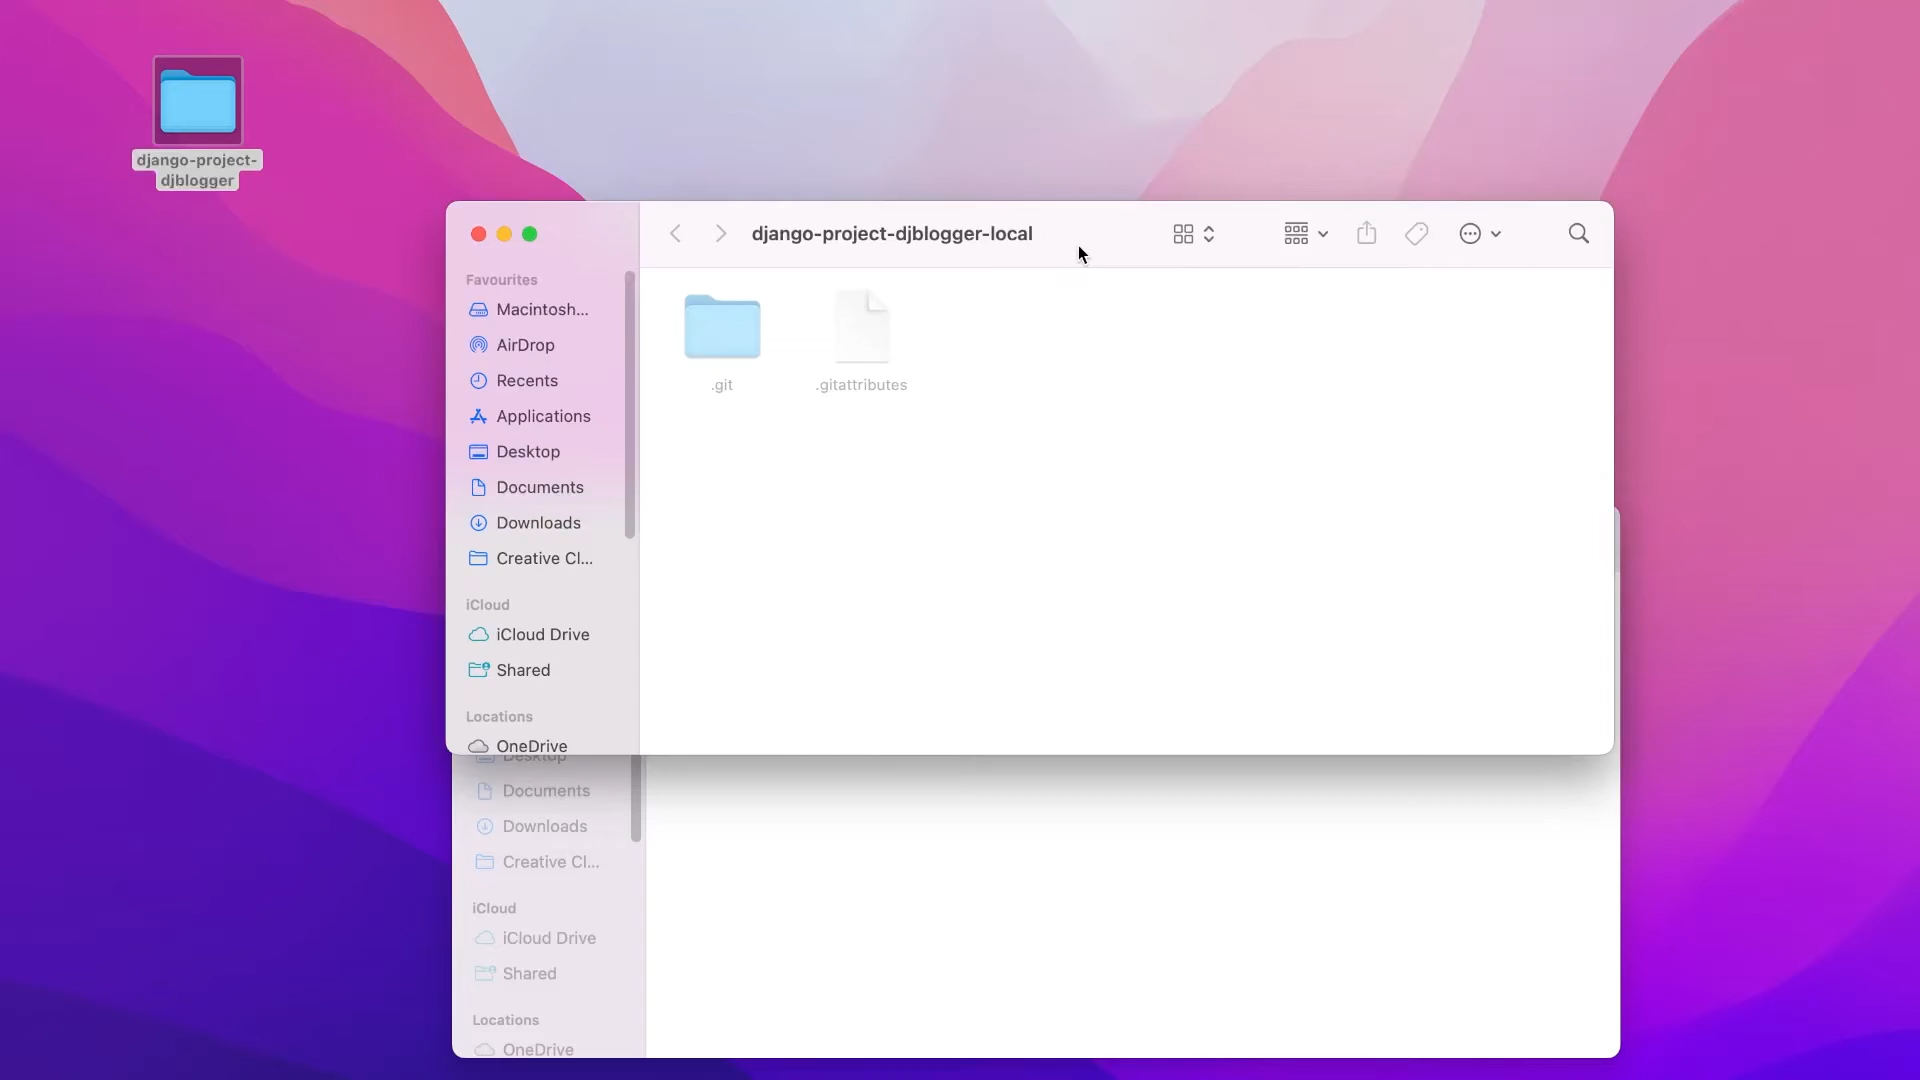 django-project-
djblogger
django-project-djblogger-local
Favourites
Macintosh...
AirDrop
Recents
Applications
Desktop
Documents
Downloads
Creative Cl...
iCloud
iCloud Drive
Shared
Locations
OneDrive
.git
.gitattributes
Desktop
Documents
Downloads
Creative Cl...
iCloud
iCloud Drive
Shared
Locations
OneDrive